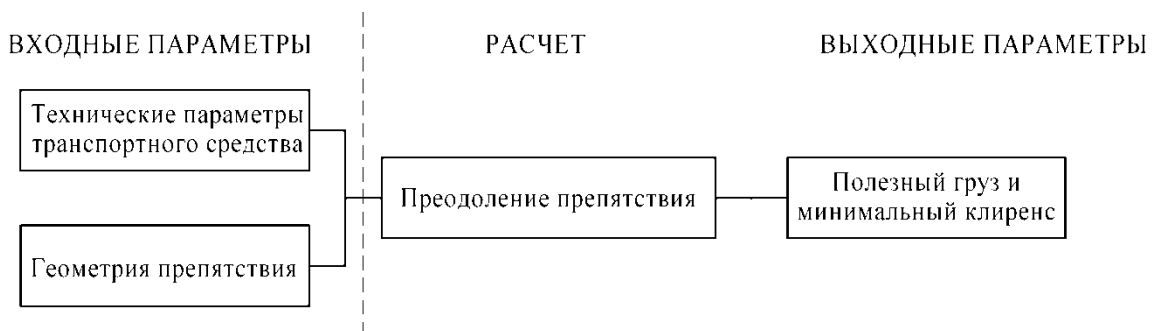 ВХОДНЫЕ ПАРАМЕТРЫ
РАСЧЕТ
ВЫХОДНЫЕ ПАРАМЕТРЫ
Технические параметры
транспортного средства
Геометрия препятствия
Преодоление препятствия
Полезный груз и
минимальный клиренс